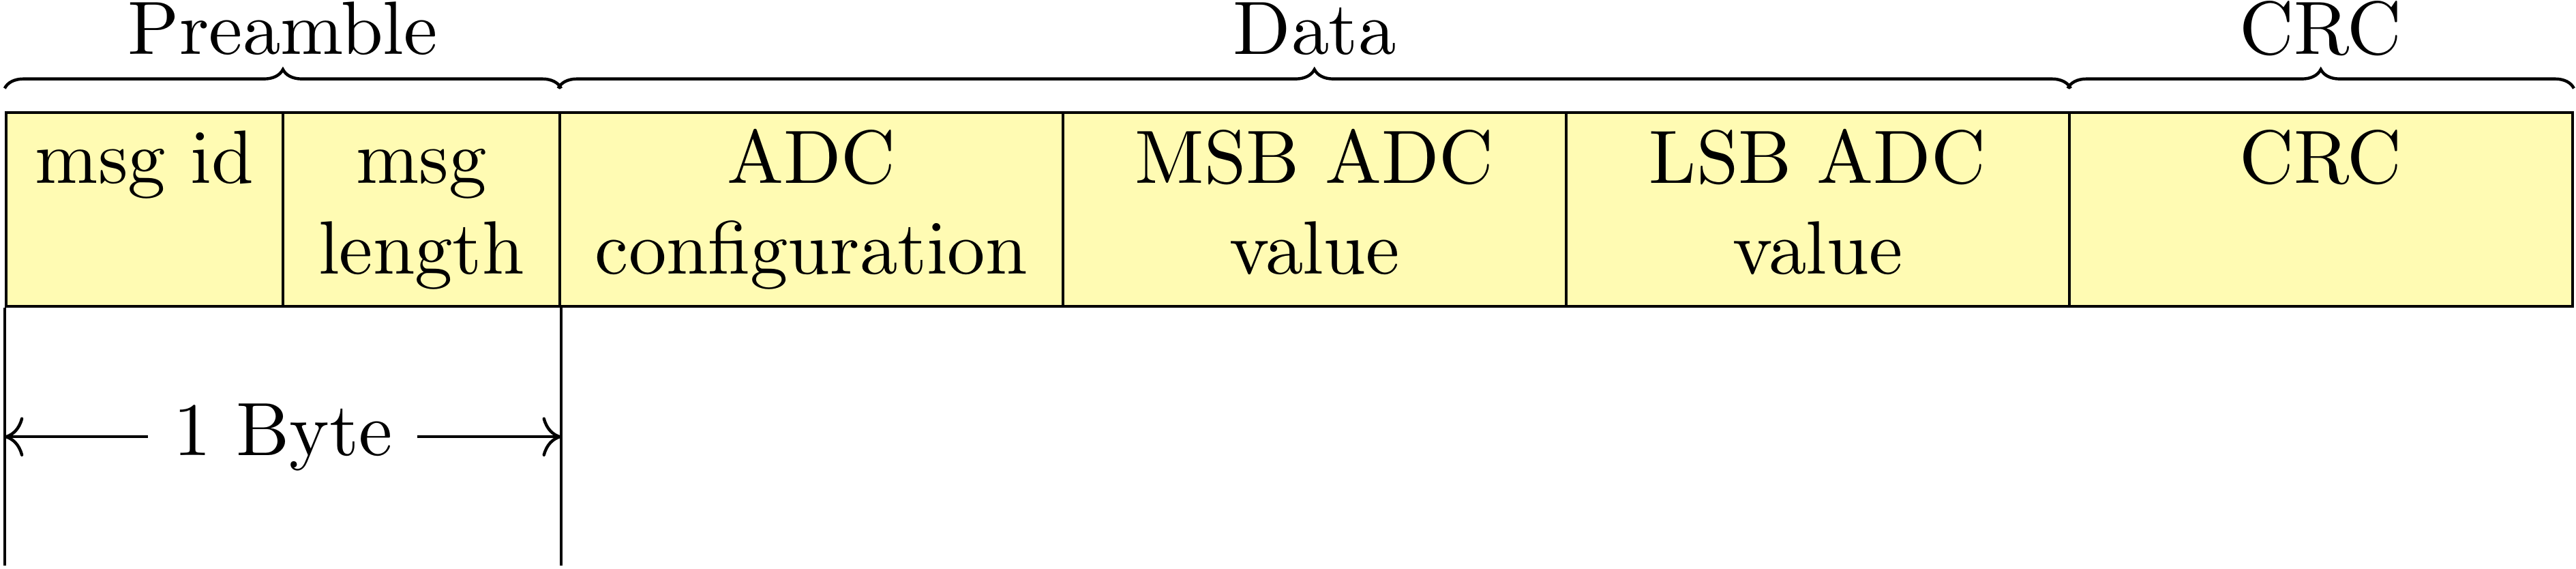 Preamble
Data
CRC
msg id
msg
length
ADC
configuration
MSB ADC
value
LSB ADC
value
CRC
1 Byte